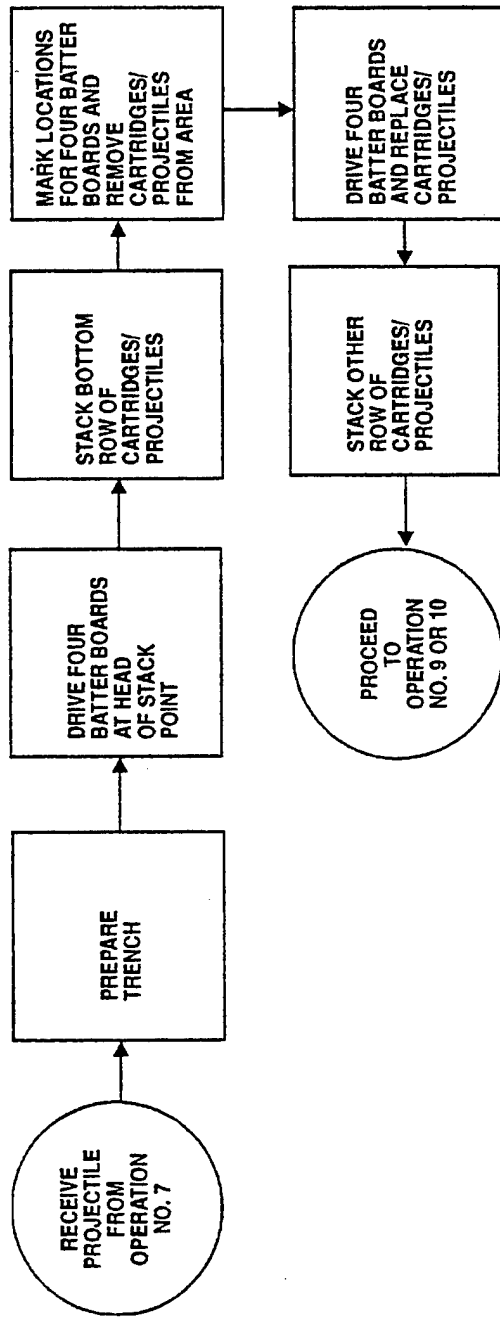 RECEIVE
PROJECTILE
FROM
OPERATION
NO. 7
PREPARE
TRENCH
DRIVE FOUR
BATTER BOARDS
AT HEAD
OF STACK
POINT
STACK BOTTOM
ROW OF
CARTRIDGES/
PROJECTILES
MARK LOCATIONS
FOR FOUR BATTER
BOARDS AND
REMOVE
CARTRIDGES/
PROJECTILES
FROM AREA
DRIVE FOUR
BATTER BOARDS
AND REPLACE
CARTRIDGES/
PROJECTILES
STACK OTHER
ROW OF
CARTRIDGES/
PROJECTILES
PROCEED
TO
OPERATION
NO. 9 OR 10